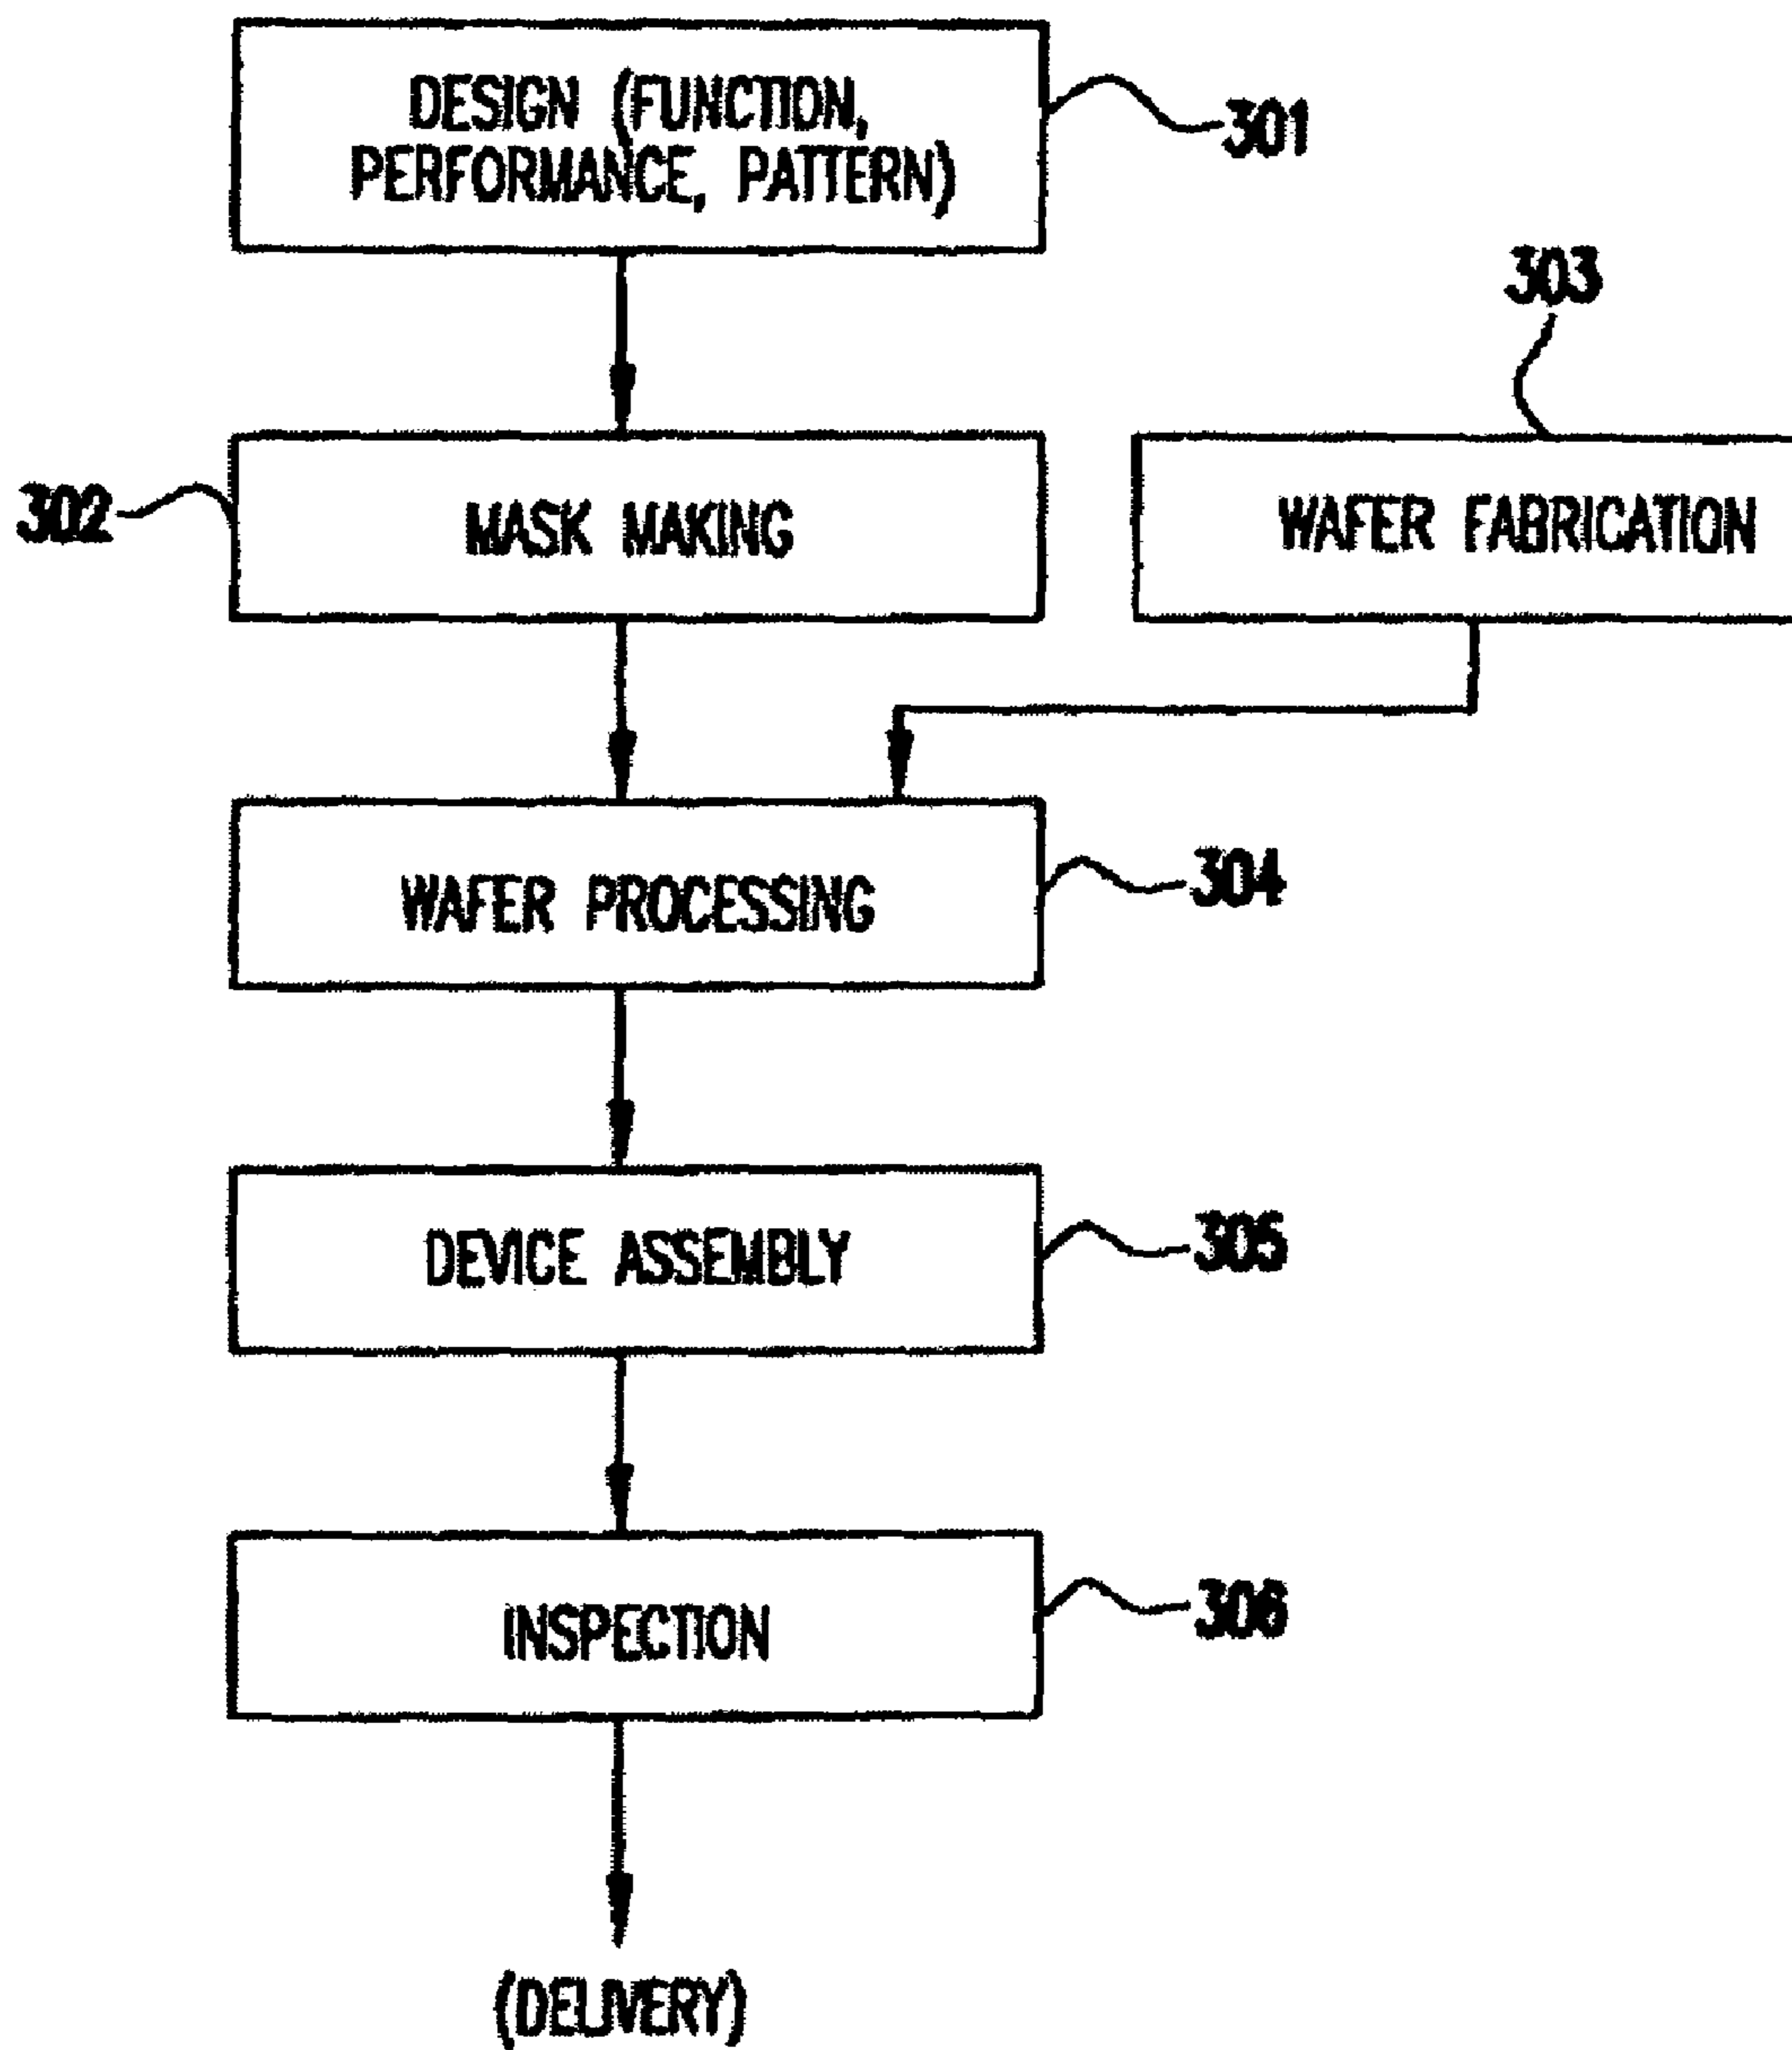 DESIGN (FUNCTION,
PERFORMANCE, PATTERN)
301
303
302
MASK MAKING
WAFER FABRICATION
WAFER PROCESSING
304
DEVICE ASSEMBLY
305
INSPECTION
306
(DELIVERY)